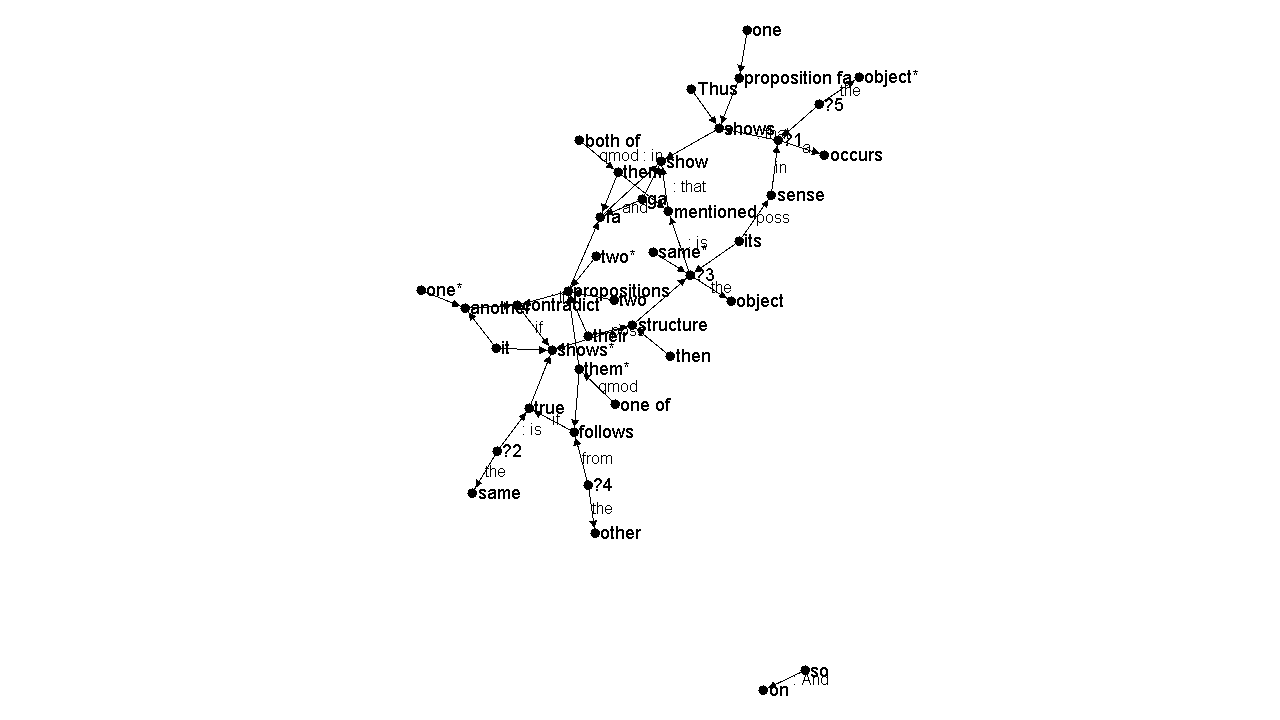 one
proposition fa
object*
the
Thus
?5
shows
?1
a
occurs
both of
qmod : in
show
them
in
: that
ga
sense
and
mentioned
fa
poss
: is
its
same*
two*
?3
the
one*
propositions
two
object
another
contradict
if
structure
their
poss
it
shows*
then
them*
qmod
one of
true
if
: is
follows
?2
from
the
?4
same
the
other
so
: And
on